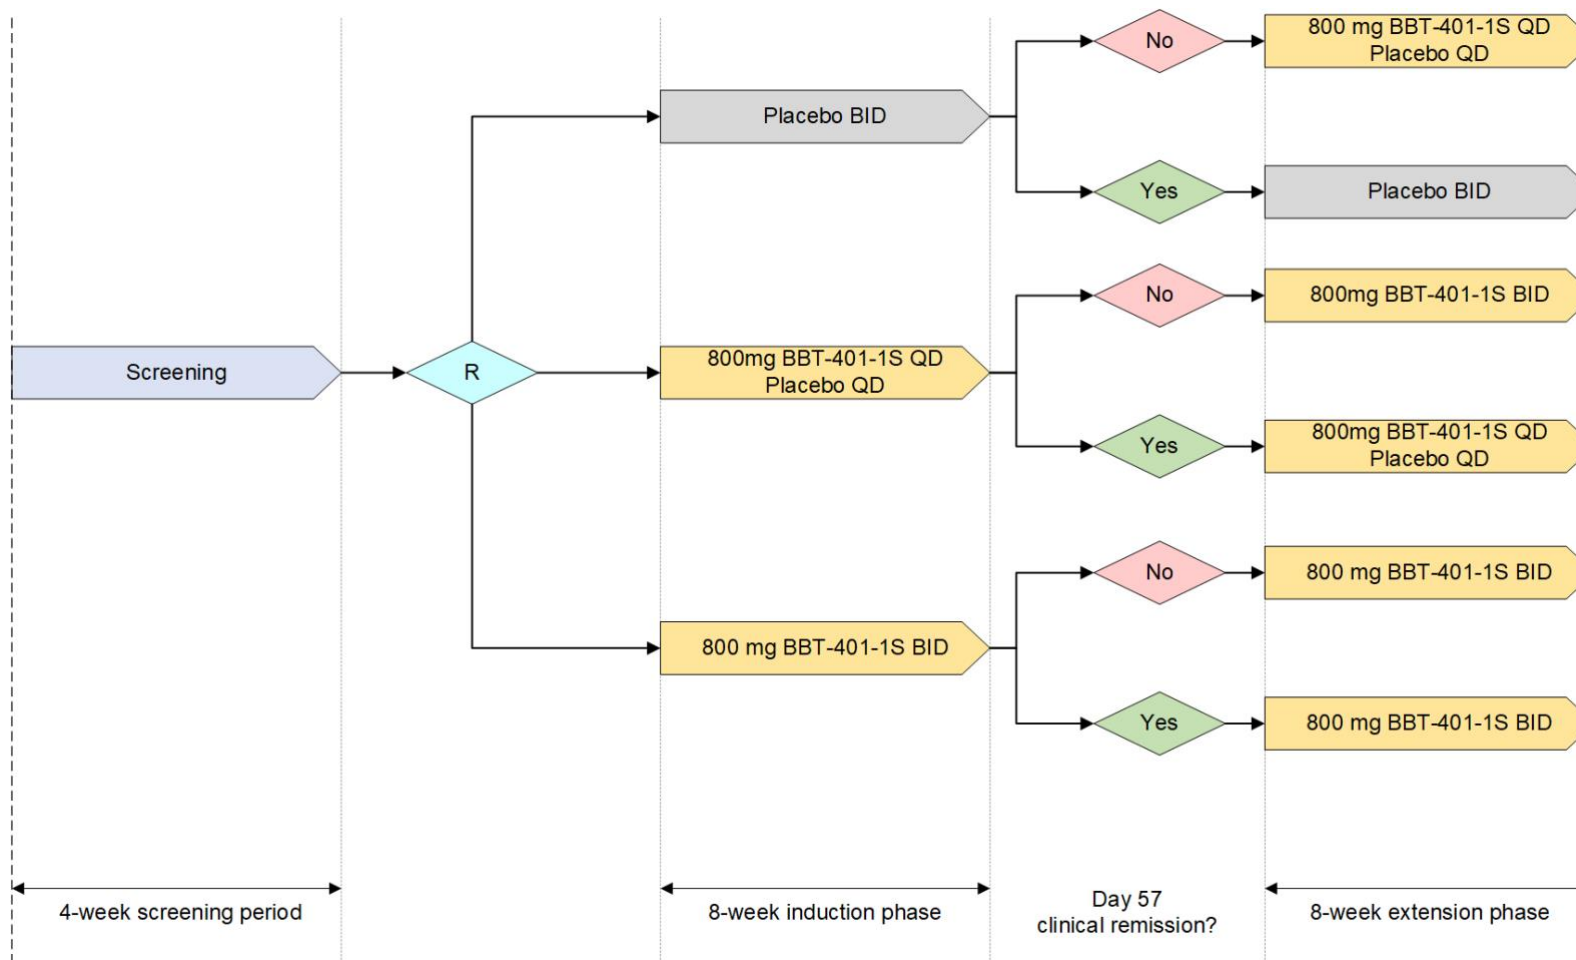 No
800 mg BBT-401-1S QD
Placebo QD
Placebo BID
Yes
Placebo BID
No
800mg BBT-401-1S BID
Screening
R
800mg BBT-401-1S QD
Placebo QD
Yes
800mg BBT-401-1S QD
Placebo QD
No
800 mg BBT-401-1S BID
800 mg BBT-401-1S BID
Yes
800 mg BBT-401-1S BID
4-week screening period
8-week induction phase
Day 57
clinical remission?
8-week extension phase